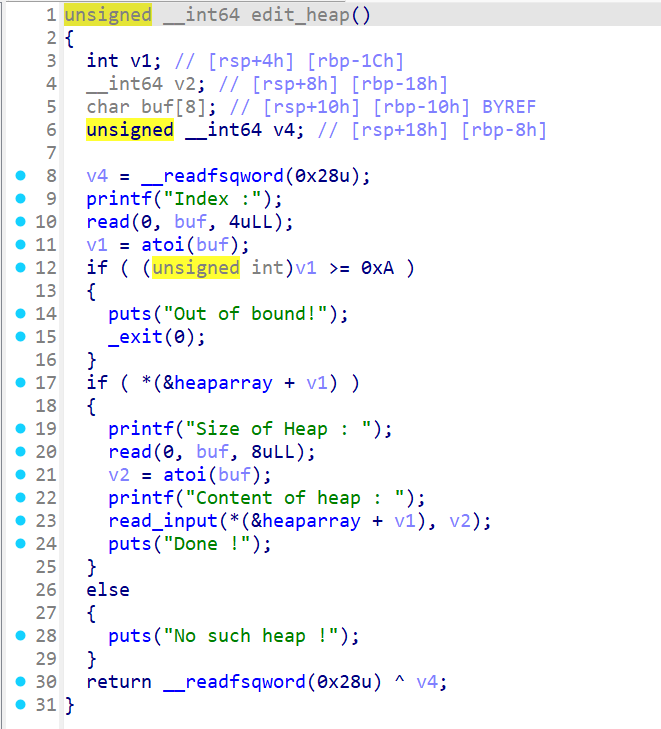 1 unsigned __int64 edit_heap()
2 {
3 int v1; // [rsp+4h] [rbp-1Ch]
4 __int64 v2; // [rsp+8h] [rbp-18h]
5 char buf[8]; // [rsp+10h] [rbp-10h] BYREF
6 unsigned __int64 v4; // [rsp+18h] [rbp-8h]
7
8 v4 = __readfsqword(0x28u);
9 printf("Index :");
10 read(0, buf, 4uLL);
11 v1 = atoi(buf);
12 if ( (unsigned int)v1 >= 0xA )
13 {
14 puts("Out of bound!");
15 _exit(0);
16 }
17 if ( *(&heaparray + v1) )
18 {
19 printf("Size of Heap : ");
20 read(0, buf, 8uLL);
21 v2 = atoi(buf);
22 printf("Content of heap : ");
23 read_input(*(&heaparray + v1), v2);
24 puts("Done !");
25 }
26 else
27 {
28 puts("No such heap !");
29 }
30 return __readfsqword(0x28u) ^ v4;
31 }